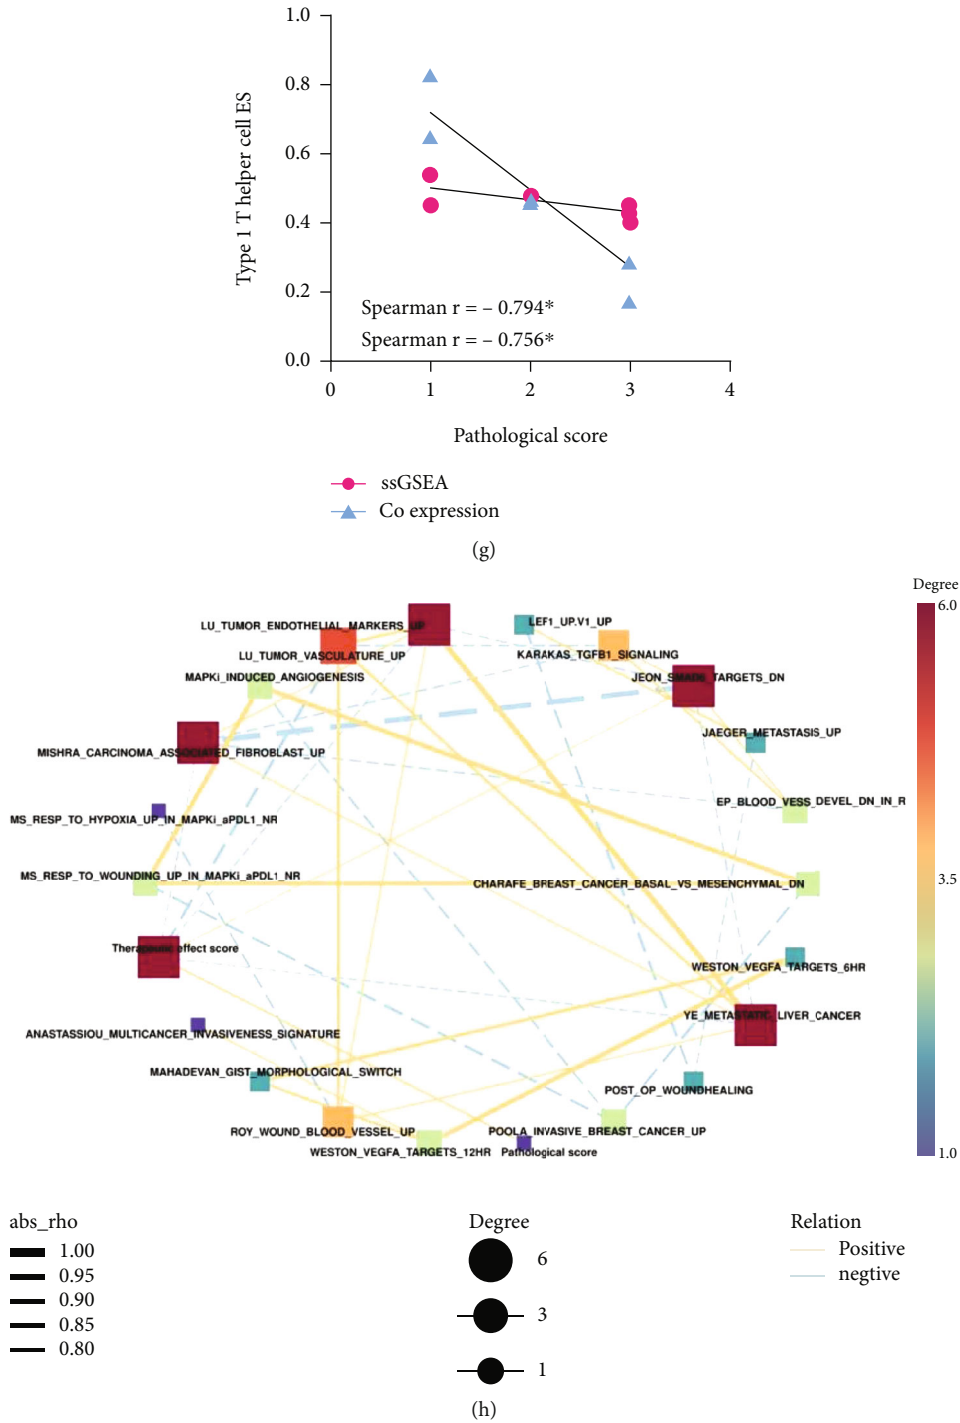 1.0
0.8
0.6
0.4
0.2
0.0
Type 1 T helper cell ES
Spearman r = – 0.794*
Spearman r = – 0.756*
0 1 2 3 4
Pathological score
ssGSEA
Co expression
(g)
Degree
6.0
3.5
1.0
LU_TUMOR_ENDOTHELIAL_MARKERS_UP
LEF1_UP.V1_UP
LU_TUMOR_VASCULATURE_UP
KARAKAS_TGFB1_SIGNALING
MAPKi_INDUCED_ANGIOGENESIS
JEON_SMAD6_TARGETS_DN
JAEGER_METASTASIS_UP
MISHRA_CARCINOMA_ASSOCIATED_FIBROBLAST_UP
EP_BLOOD_VESS_DEVEL_DN_IN_R
MS_RESP_TO_HYPOXIA_UP_IN_MAPKi_aPDL1_NR
MS_RESP_TO_WOUNDING_UP_IN_MAPKi_aPDL1_NR
CHARAFE_BREAST_CANCER_BASAL_VS_MESENCHYMAL_DN
Therapeutic effect score
WESTON_VEGFA_TARGETS_6HR
YE_METASTATIC_LIVER_CANCER
ANASTASSIOU_MULTICANCER_INVASIVENESS_SIGNATURE
MAHADEVAN_GIST_MORPHOLOGICAL_SWITCH
POST_OP_WOUNDHEALING
ROY_WOUND_BLOOD_VESSEL_UP
POOLA_INVASIVE_BREAST_CANCER_UP
WESTON_VEGFA_TARGETS_12HR
Pathological score
abs_rho
1.00
0.95
0.90
0.85
0.80
Degree
6
3
1
Relation
Positive
negtive
(h)